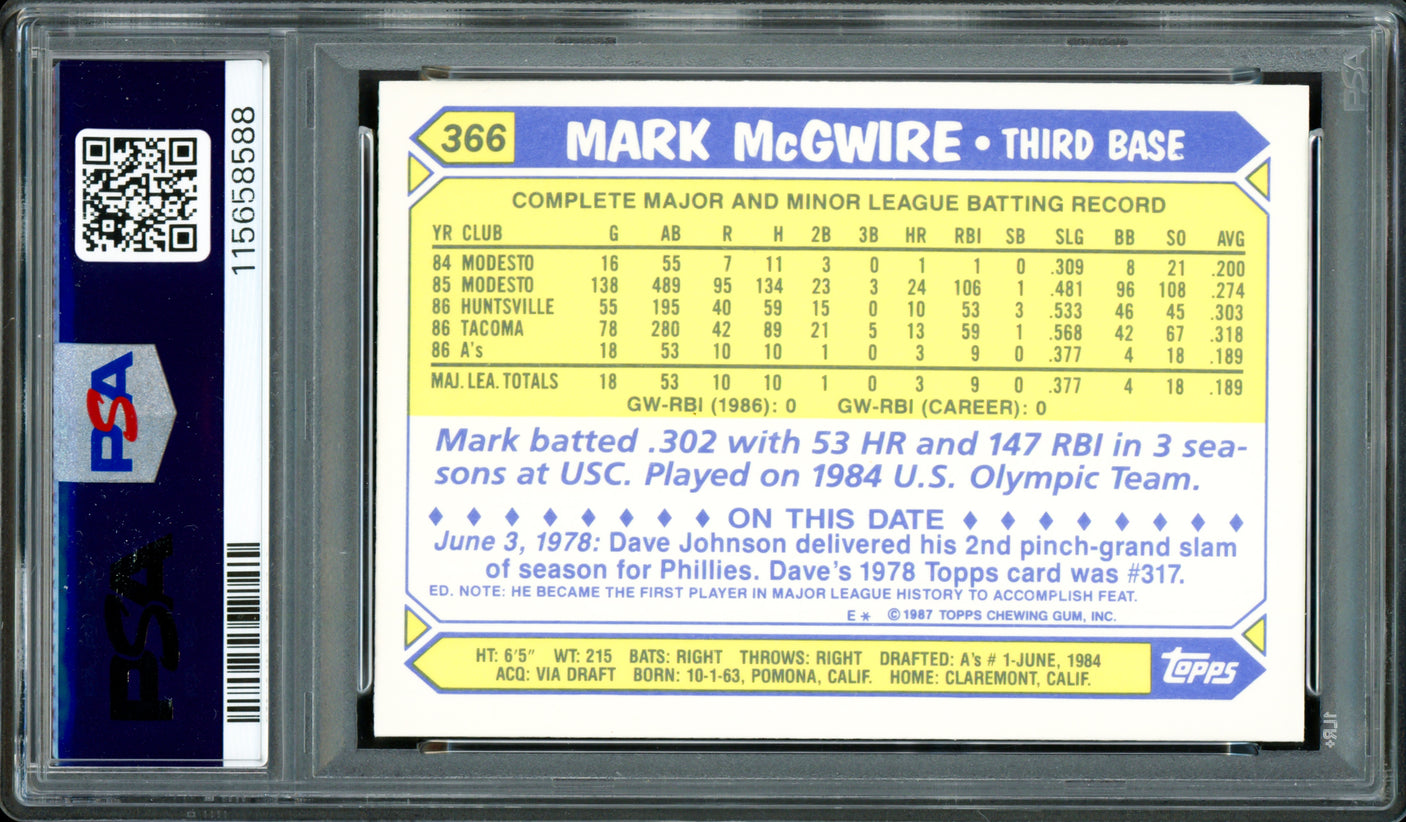 115658588
PSA
PSA
PSA
366
MARK McGWIRE • THIRD BASE
COMPLETE MAJOR AND MINOR LEAGUE BATTING RECORD
YR CLUB G AB R H 2B 3B HR RBI SB SLG BB SO AVG
84 MODESTO 16 55 7 11 3 0 1 1 0 .309 8 21 .200
85 MODESTO 138 489 95 134 23 3 24 106 1 .481 96 108 .274
86 HUNTSVILLE 55 195 40 59 15 0 10 53 3 .533 46 45 .303
86 TACOMA 78 280 42 89 21 5 13 59 1 .568 42 67 .318
86 A's 18 53 10 10 1 0 3 9 0 .377 4 18 .189
MAJ. LEA. TOTALS 18 53 10 10 1 0 3 9 0 .377 4 18 .189
GW-RBI (1986): 0 GW-RBI (CAREER): 0
Mark batted .302 with 53 HR and 147 RBI in 3 sea-
sons at USC. Played on 1984 U.S. Olympic Team.
♦ ♦ ♦ ♦ ♦ ♦ ♦ ♦ ON THIS DATE ♦ ♦ ♦ ♦ ♦ ♦ ♦ ♦
June 3, 1978: Dave Johnson delivered his 2nd pinch-grand slam
of season for Phillies. Dave's 1978 Topps card was #317.
ED. NOTE: HE BECAME THE FIRST PLAYER IN MAJOR LEAGUE HISTORY TO ACCOMPLISH FEAT.
E * © 1987 TOPPS CHEWING GUM, INC.
HT: 6'5" WT: 215 BATS: RIGHT THROWS: RIGHT DRAFTED: A's # 1-JUNE, 1984
ACQ: VIA DRAFT BORN: 10-1-63, POMONA, CALIF. HOME: CLAREMONT, CALIF.
topps
1LR+